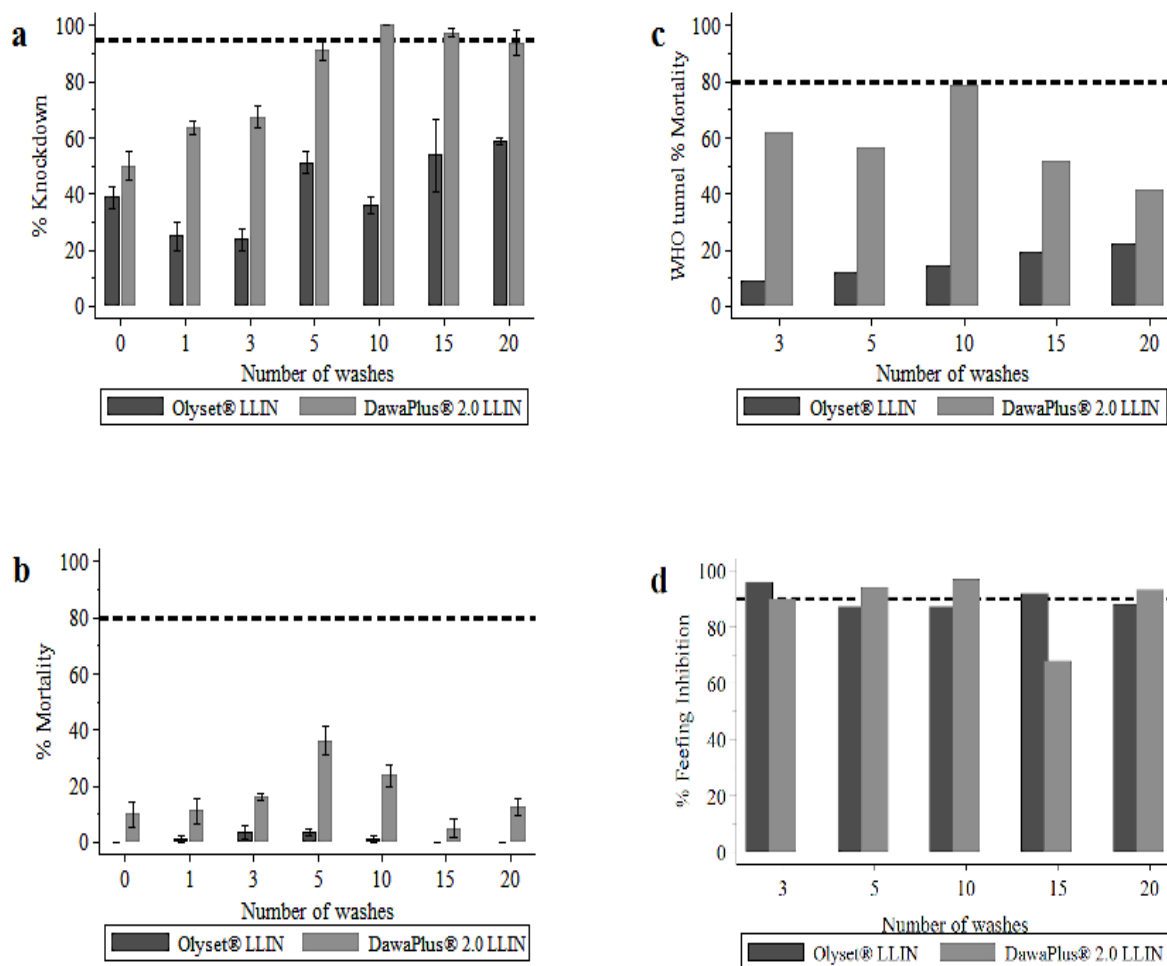 a
% Knockdown
100
80
60
40
20
0
0 1 3 5 10 15 20
Number of washes
Olyset® LLIN DawaPlus® 2.0 LLIN
c
WHO tunnel % Mortality
100
80
60
40
20
0
3 5 10 15 20
Number of washes
Olyset® LLIN DawaPlus® 2.0 LLIN
b
% Mortality
100
80
60
40
20
0
0 1 3 5 10 15 20
Number of washes
Olyset® LLIN DawaPlus® 2.0 LLIN
d
% Feefing Inhibition
100
80
60
40
20
0
3 5 10 15 20
Number of washes
Olyset® LLIN DawaPlus® 2.0 LLIN